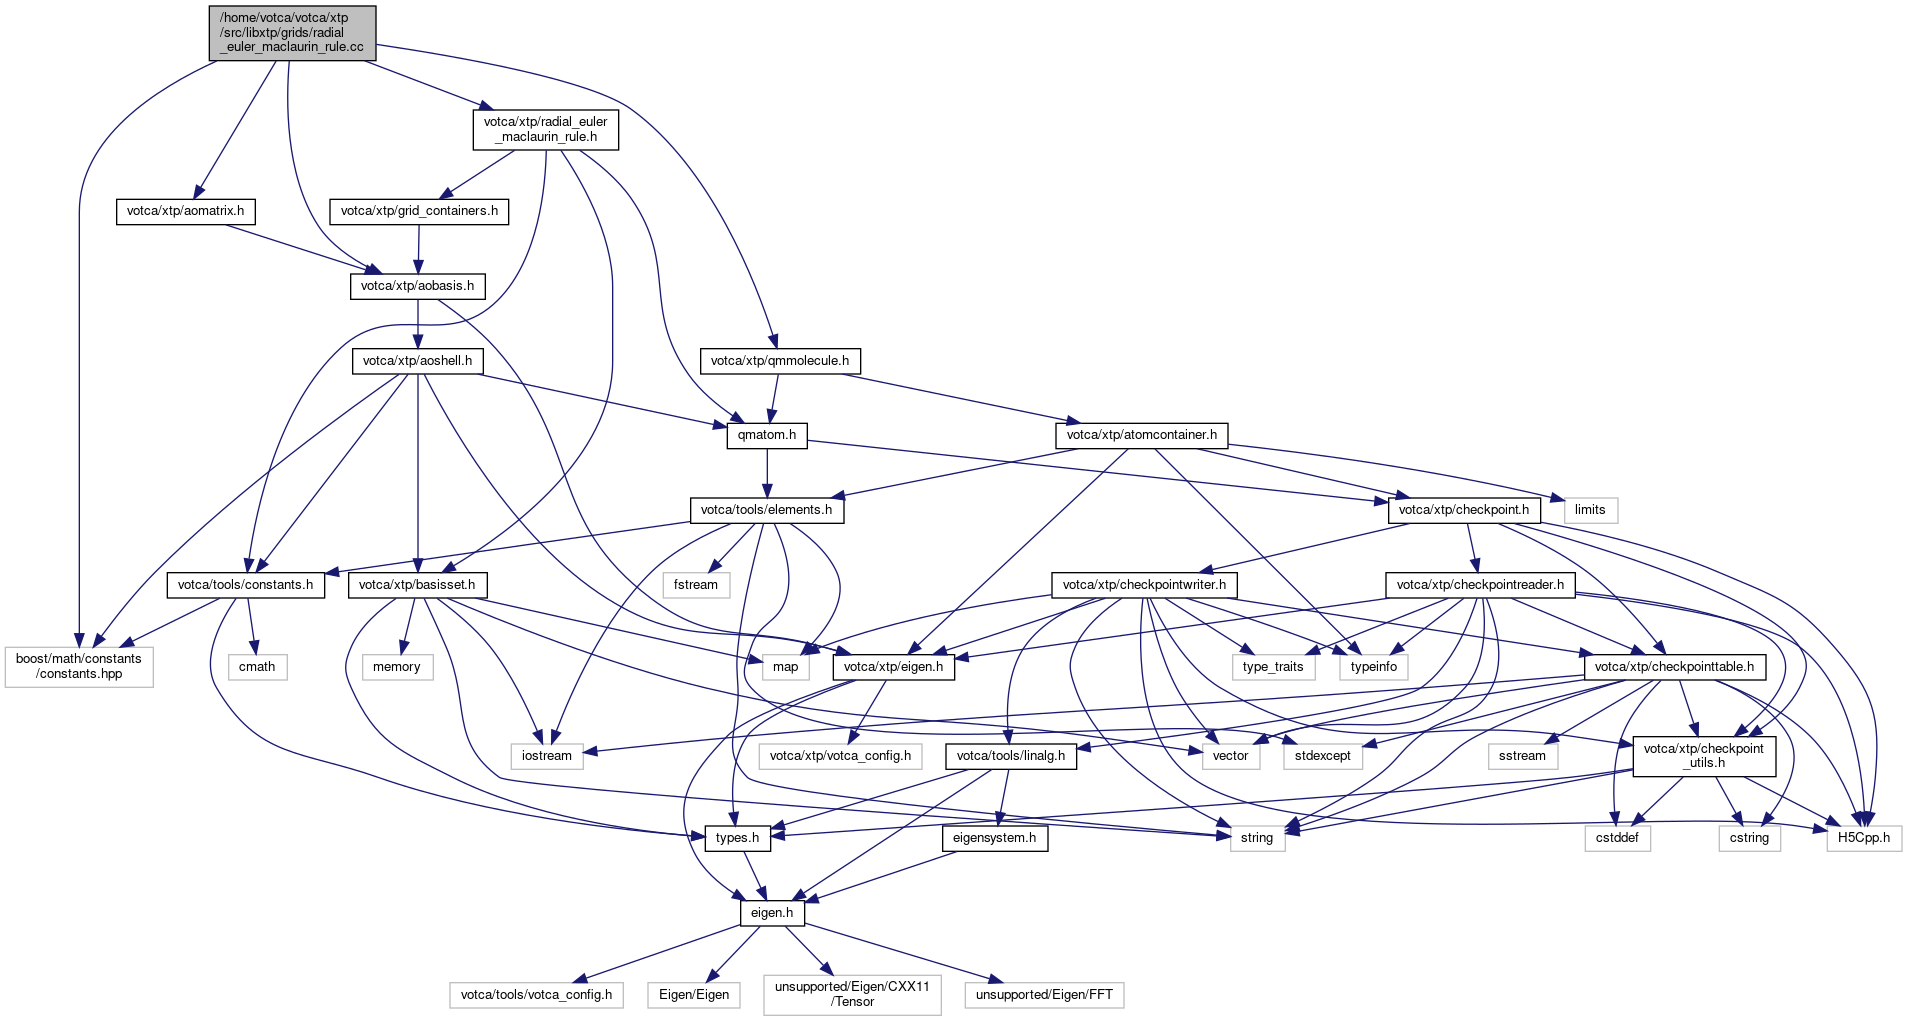 /home/votca/votca/xtp
/src/libxtp/grids/radial
_euler_maclaurin_rule.cc
votca/xtp/radial_euler
_maclaurin_rule.h
votca/xtp/aomatrix.h
votca/xtp/grid_containers.h
votca/xtp/aobasis.h
votca/xtp/aoshell.h
votca/xtp/qmmolecule.h
qmatom.h
votca/xtp/atomcontainer.h
votca/tools/elements.h
votca/xtp/checkpoint.h
limits
votca/tools/constants.h
votca/xtp/basisset.h
fstream
votca/xtp/checkpointwriter.h
votca/xtp/checkpointreader.h
boost/math/constants
/constants.hpp
cmath
memory
map
votca/xtp/eigen.h
type_traits
typeinfo
votca/xtp/checkpointtable.h
iostream
votca/xtp/votca_config.h
votca/tools/linalg.h
vector
stdexcept
sstream
votca/xtp/checkpoint
_utils.h
types.h
eigensystem.h
string
cstddef
cstring
H5Cpp.h
eigen.h
votca/tools/votca_config.h
Eigen/Eigen
unsupported/Eigen/CXX11
/Tensor
unsupported/Eigen/FFT